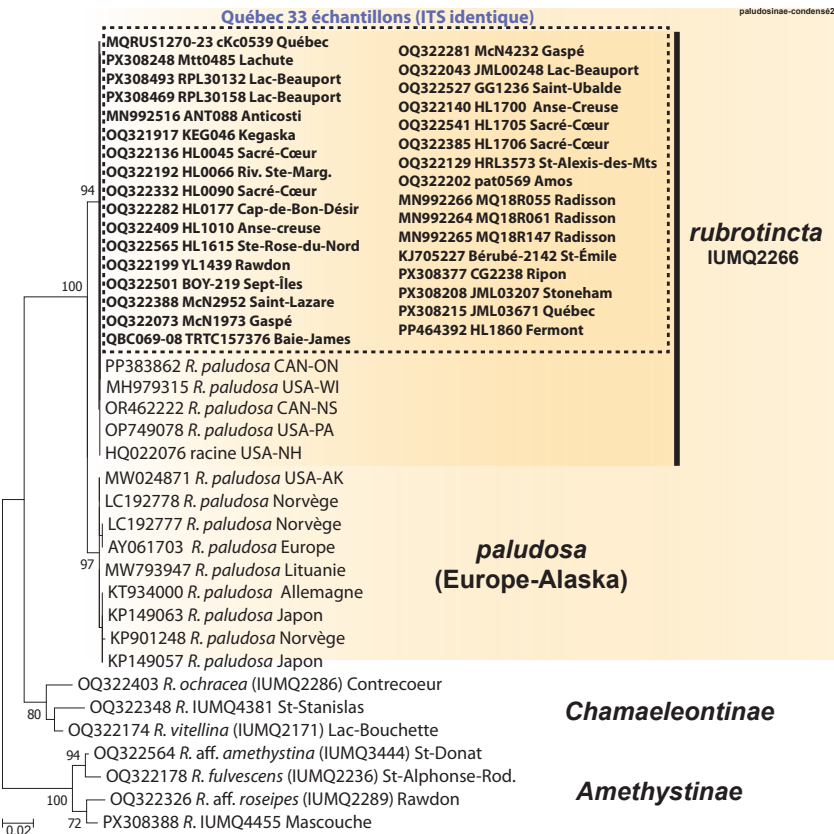 paludosinae-condensé2
Québec 33 échantillons (ITS identique)
MQRUS1270-23 cKc0539 Québec
PX308248 Mtt0485 Lachute
PX308493 RPL30132 Lac-Beauport
PX308469 RPL30158 Lac-Beauport
MN992516 ANT088 Anticosti
OQ321917 KEG046 Kegaska
OQ322136 HL0045 Sacré-Cœur
OQ322192 HL0066 Riv. Ste-Marg.
OQ322332 HL0090 Sacré-Cœur
OQ322282 HL0177 Cap-de-Bon-Désir
OQ322409 HL1010 Anse-creuse
OQ322565 HL1615 Ste-Rose-du-Nord
OQ322199 YL1439 Rawdon
OQ322501 BOY-219 Sept-Îles
OQ322388 McN2952 Saint-Lazare
OQ322073 McN1973 Gaspé
QBC069-08 TRTC157376 Baie-James
OQ322281 McN4232 Gaspé
OQ322043 JML00248 Lac-Beauport
OQ322527 GG1236 Saint-Ubalde
OQ322140 HL1700 Anse-Creuse
OQ322541 HL1705 Sacré-Cœur
OQ322385 HL1706 Sacré-Cœur
OQ322129 HRL3573 St-Alexis-des-Mts
OQ322202 pat0569 Amos
MN992266 MQ18R055 Radisson
MN992264 MQ18R061 Radisson
MN992265 MQ18R147 Radisson
KJ705227 Bérubé-2142 St-Émile
PX308377 CG2238 Ripon
PX308208 JML03207 Stoneham
PX308215 JML03671 Québec
PP464392 HL1860 Fermont
rubrotincta
IUMQ2266
94
100
PP383862 R. paludosa CAN-ON
MH979315 R. paludosa USA-WI
OR462222 R. paludosa CAN-NS
OP749078 R. paludosa USA-PA
HQ022076 racine USA-NH
MW024871 R. paludosa USA-AK
LC192778 R. paludosa Norvège
LC192777 R. paludosa Norvège
AY061703 R. paludosa Europe
MW793947 R. paludosa Lituanie
KT934000 R. paludosa Allemagne
KP149063 R. paludosa Japon
KP901248 R. paludosa Norvège
KP149057 R. paludosa Japon
97
paludosa
(Europe-Alaska)
OQ322403 R. ochracea (IUMQ2286) Contrecoeur
OQ322348 R. IUMQ4381 St-Stanislas
OQ322174 R. vitellina (IUMQ2171) Lac-Bouchette
80
Chamaeleontinae
OQ322564 R. aff. amethystina (IUMQ3444) St-Donat
OQ322178 R. fulvescens (IUMQ2236) St-Alphonse-Rod.
OQ322326 R. aff. roseipes (IUMQ2289) Rawdon
PX308388 R. IUMQ4455 Mascouche
94
100
72
Amethystinae
0.02